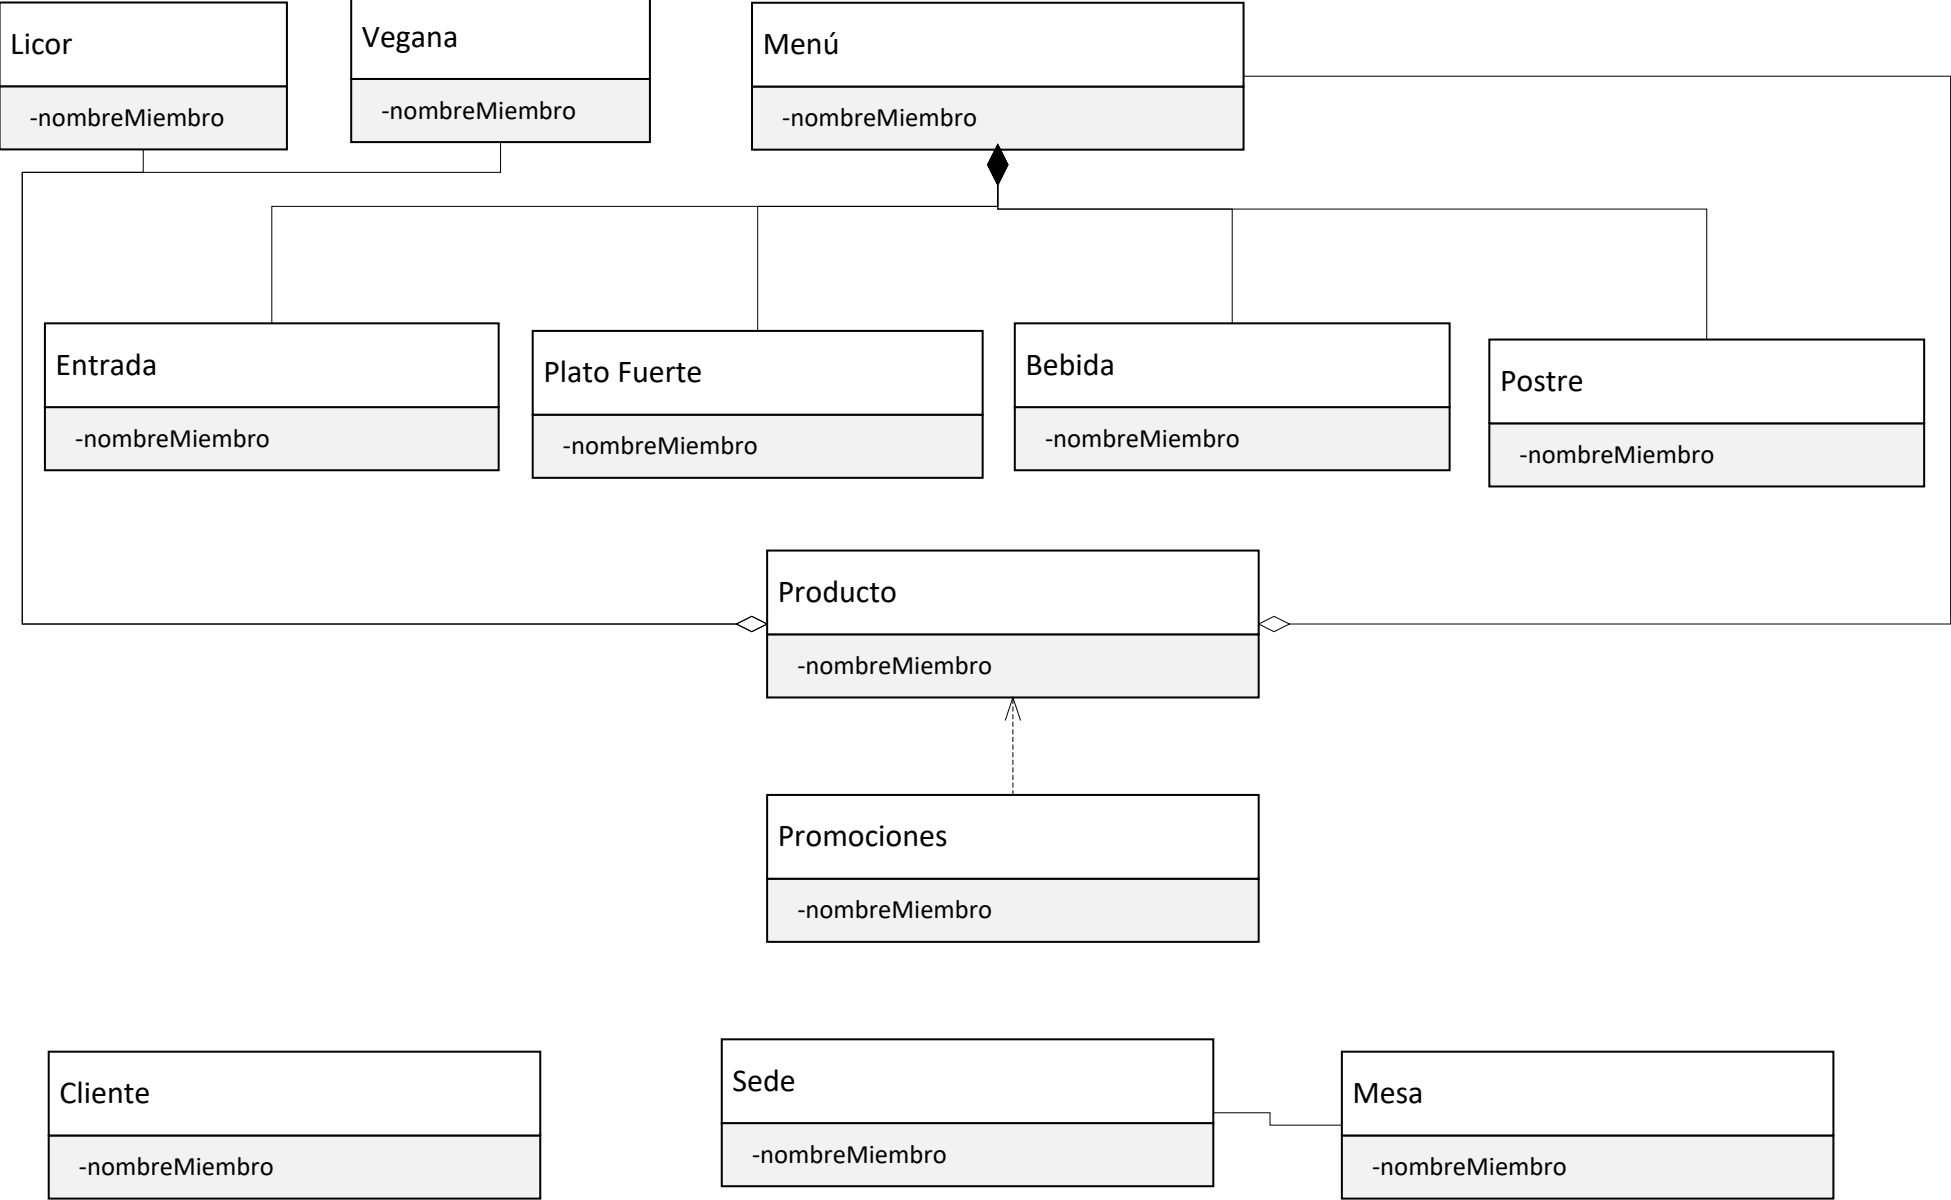 Licor
-nombreMiembro
Vegana
-nombreMiembro
Menú
-nombreMiembro
Entrada
-nombreMiembro
Plato Fuerte
-nombreMiembro
Bebida
-nombreMiembro
Postre
-nombreMiembro
Producto
-nombreMiembro
Promociones
-nombreMiembro
Cliente
-nombreMiembro
Sede
-nombreMiembro
Mesa
-nombreMiembro